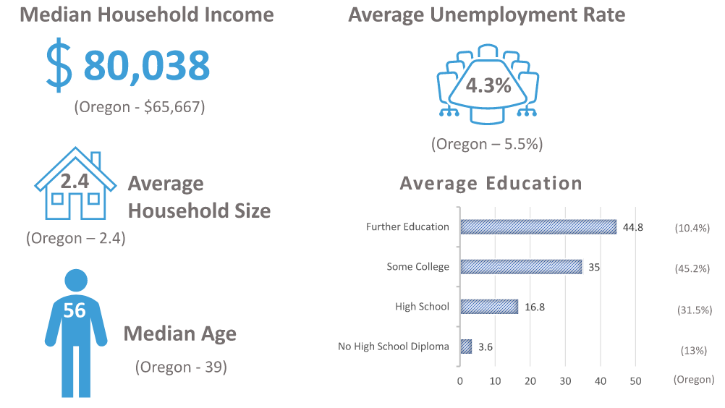 Median Household Income
$ 80,038
(Oregon - $65,667)
Average Unemployment Rate
4.3%
(Oregon – 5.5%)
2.4
Average
Household Size
(Oregon – 2.4)
56
Median Age
(Oregon - 39)
Average Education
Further Education 44.8 (10.4%)
Some College 35 (45.2%)
High School 16.8 (31.5%)
No High School Diploma 3.6 (13%)
0 10 20 30 40 50 (Oregon)